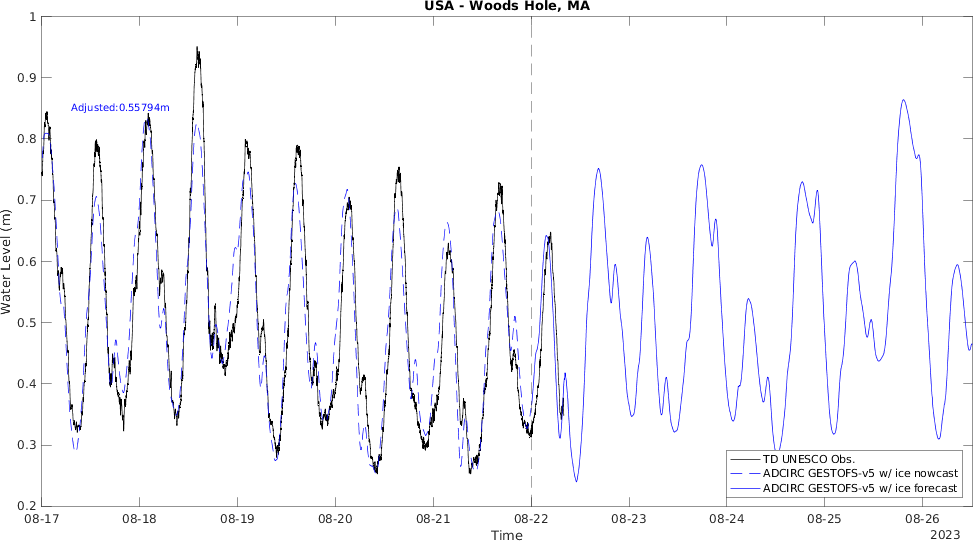 USA - Woods Hole, MA
1
0.9
0.8
0.7
0.6
0.5
0.4
0.3
0.2
Water Level (m)
Adjusted:0.55794m
TD UNESCO Obs.
ADCIRC GESTOFS-v5 w/ ice nowcast
ADCIRC GESTOFS-v5 w/ ice forecast
08-17 08-18 08-19 08-20 08-21 08-22 08-23 08-24 08-25 08-26
Time
2023